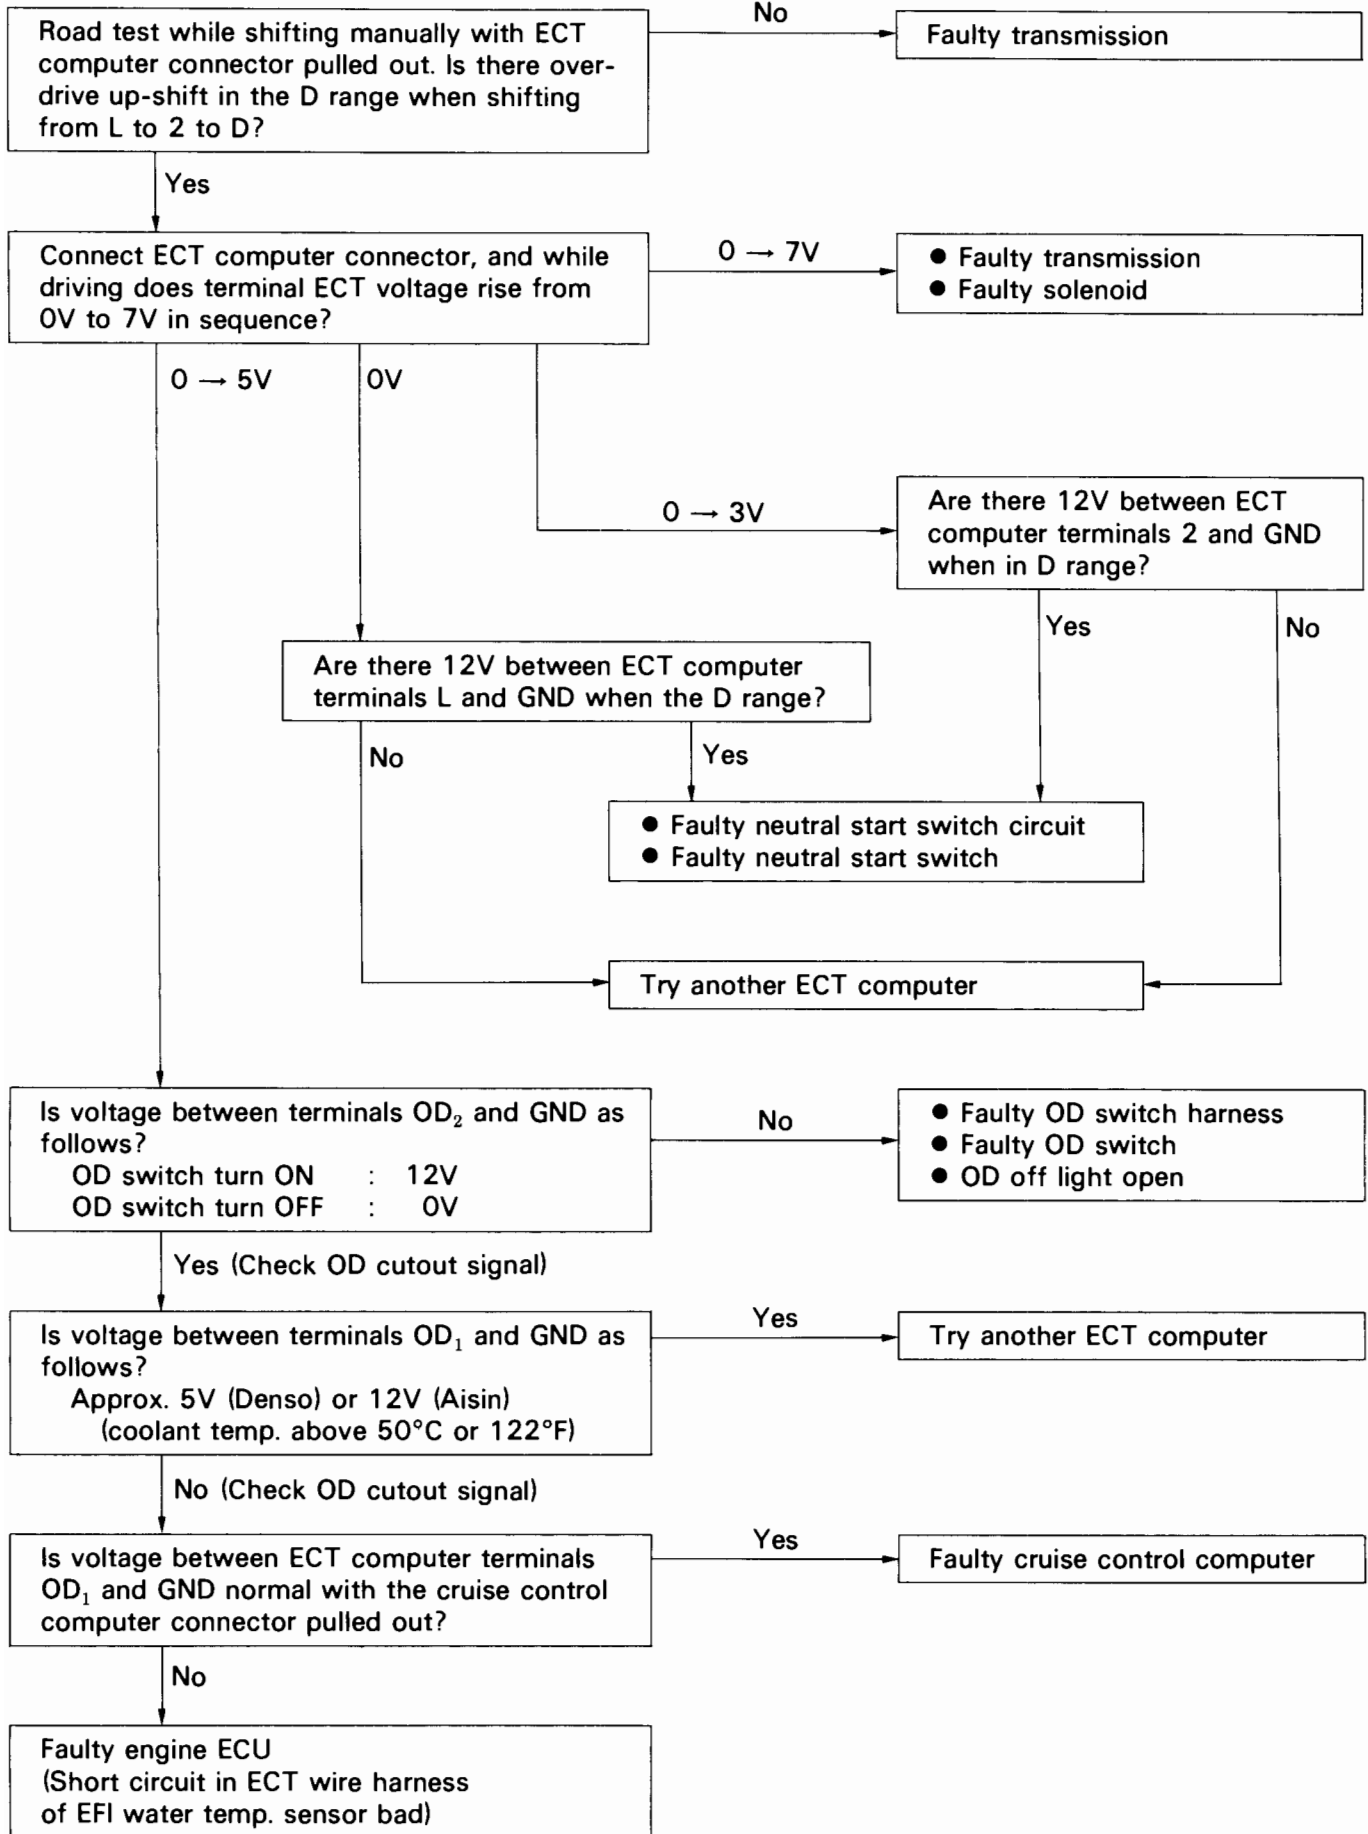 Road test while shifting manually with ECT
computer connector pulled out. Is there over-
drive up-shift in the D range when shifting
from L to 2 to D?
No
Faulty transmission
Yes
Connect ECT computer connector, and while
driving does terminal ECT voltage rise from
0V to 7V in sequence?
0 → 7V
● Faulty transmission
● Faulty solenoid
0 → 5V
0V
0 → 3V
Are there 12V between ECT
computer terminals 2 and GND
when in D range?
Yes
No
Are there 12V between ECT computer
terminals L and GND when the D range?
No
Yes
● Faulty neutral start switch circuit
● Faulty neutral start switch
Try another ECT computer
Is voltage between terminals OD₂ and GND as
follows?
OD switch turn ON : 12V
OD switch turn OFF : 0V
No
● Faulty OD switch harness
● Faulty OD switch
● OD off light open
Yes (Check OD cutout signal)
Is voltage between terminals OD₁ and GND as
follows?
Approx. 5V (Denso) or 12V (Aisin)
(coolant temp. above 50°C or 122°F)
Yes
Try another ECT computer
No (Check OD cutout signal)
Is voltage between ECT computer terminals
OD₁ and GND normal with the cruise control
computer connector pulled out?
Yes
Faulty cruise control computer
No
Faulty engine ECU
(Short circuit in ECT wire harness
of EFI water temp. sensor bad)